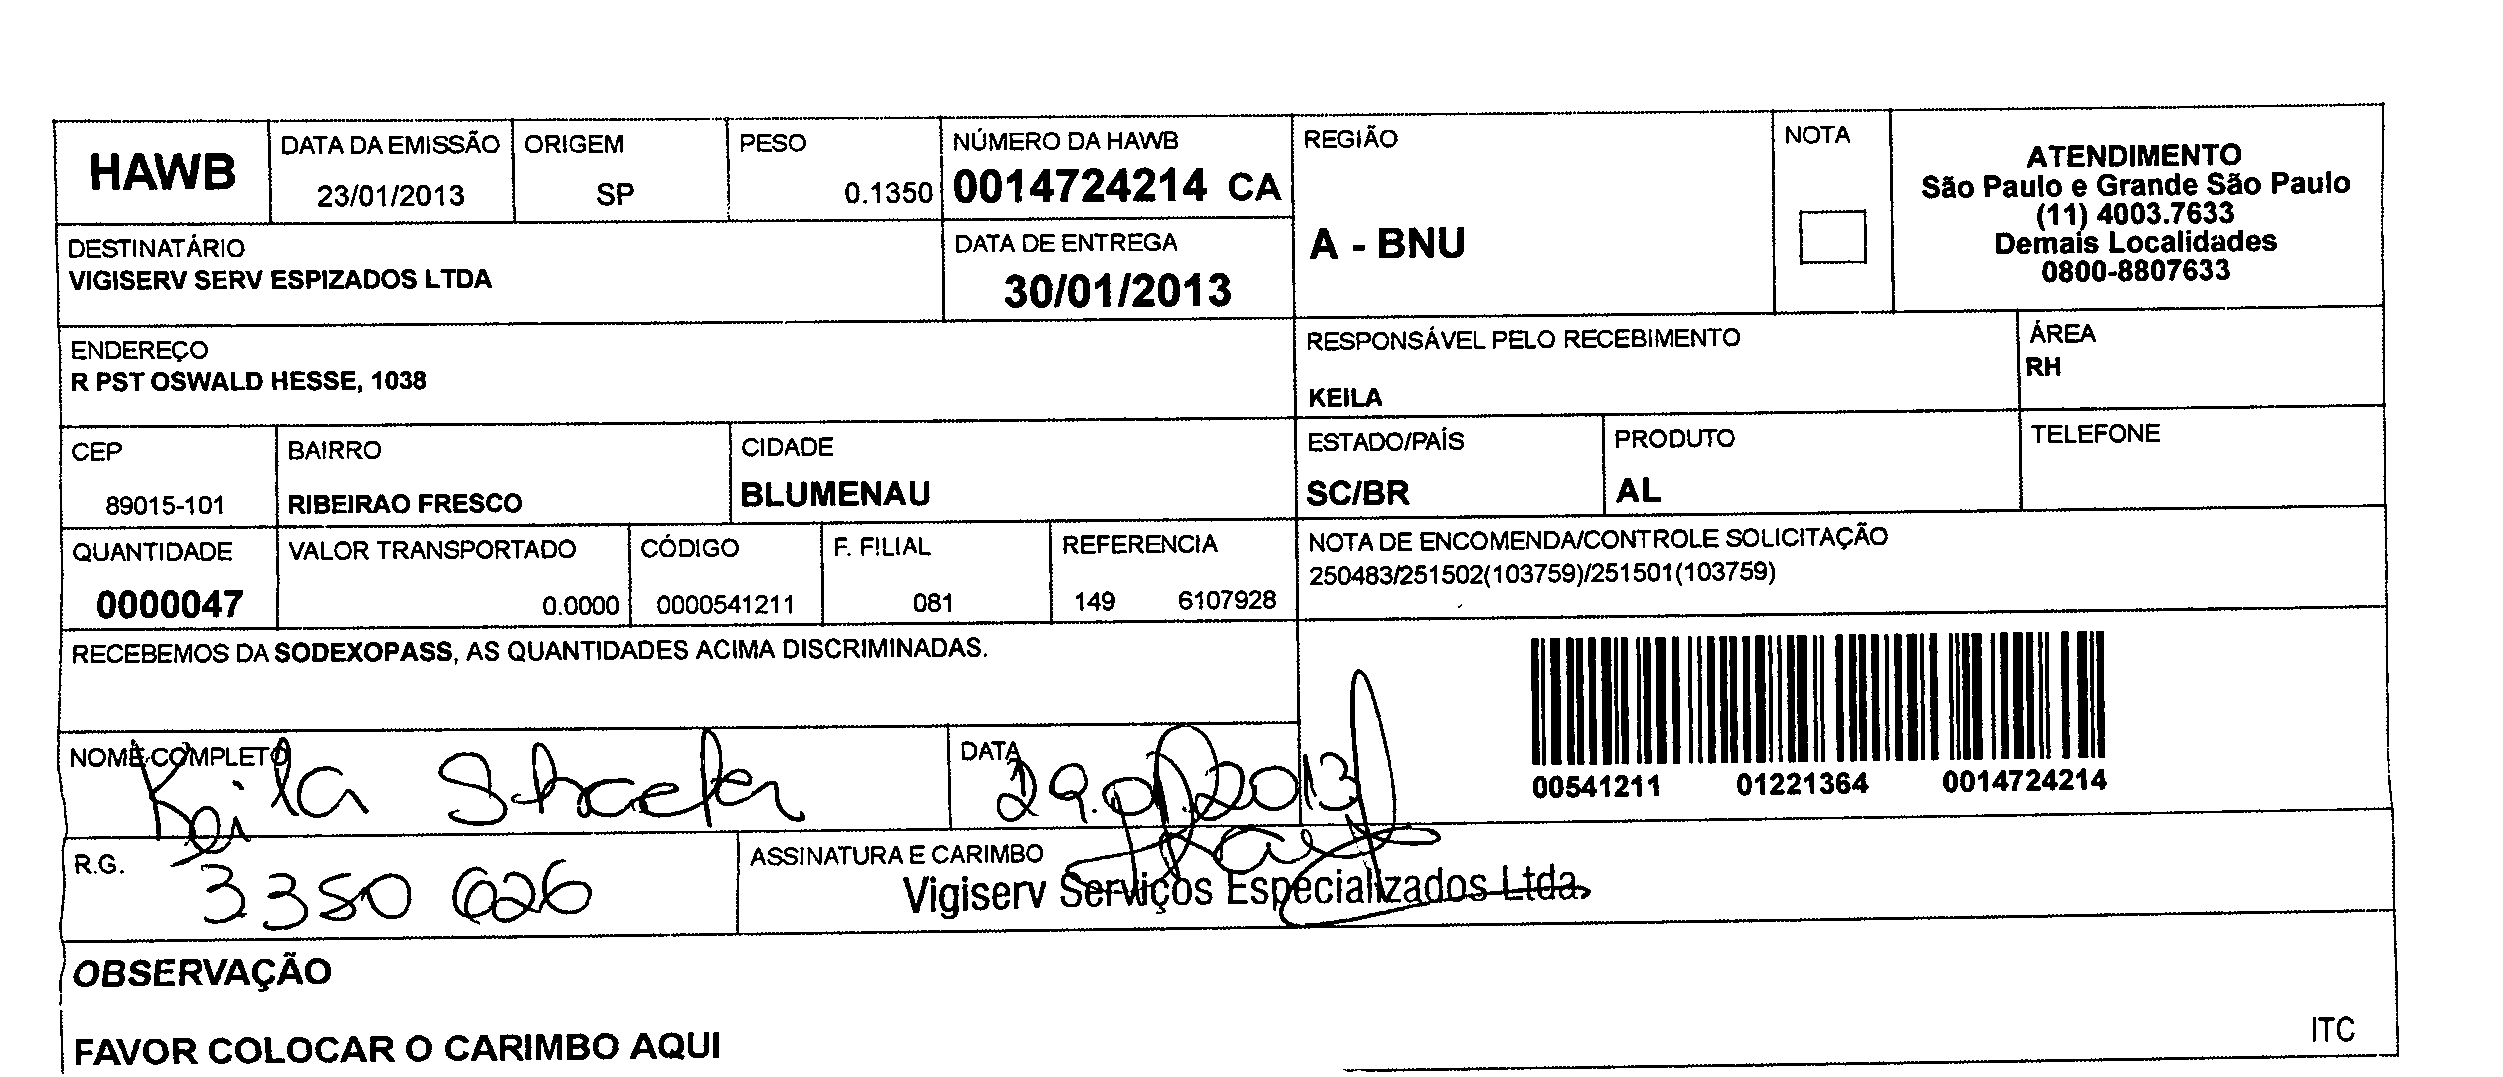 HAWB
DATA DA EMISSÃO
23/01/2013
ORIGEM
SP
PESO
0.1350
NÚMERO DA HAWB
0014724214 CA
REGIÃO
A - BNU
NOTA
ATENDIMENTO
São Paulo e Grande São Paulo
(11) 4003.7633
Demais Localidades
0800-8807633
DESTINATÁRIO
VIGISERV SERV ESPIZADOS LTDA
DATA DE ENTREGA
30/01/2013
ENDEREÇO
R PST OSWALD HESSE, 1038
RESPONSÁVEL PELO RECEBIMENTO
KEILA
ÁREA
RH
CEP
89015-101
BAIRRO
RIBEIRAO FRESCO
CIDADE
BLUMENAU
ESTADO/PAÍS
SC/BR
PRODUTO
AL
TELEFONE
QUANTIDADE
0000047
VALOR TRANSPORTADO
0.0000
CÓDIGO
0000541211
F. FILIAL
081
REFERENCIA
149 6107928
NOTA DE ENCOMENDA/CONTROLE SOLICITAÇÃO
250483/251502(103759)/251501(103759)
RECEBEMOS DA SODEXOPASS, AS QUANTIDADES ACIMA DISCRIMINADAS.
00541211 01221364 0014724214
NOME COMPLETO
Keila
DATA
29.01.2013
R.G.
3350 626
ASSINATURA E CARIMBO
Vigiserv Serviços Especializados Ltda.
OBSERVAÇÃO
FAVOR COLOCAR O CARIMBO AQUI
ITC